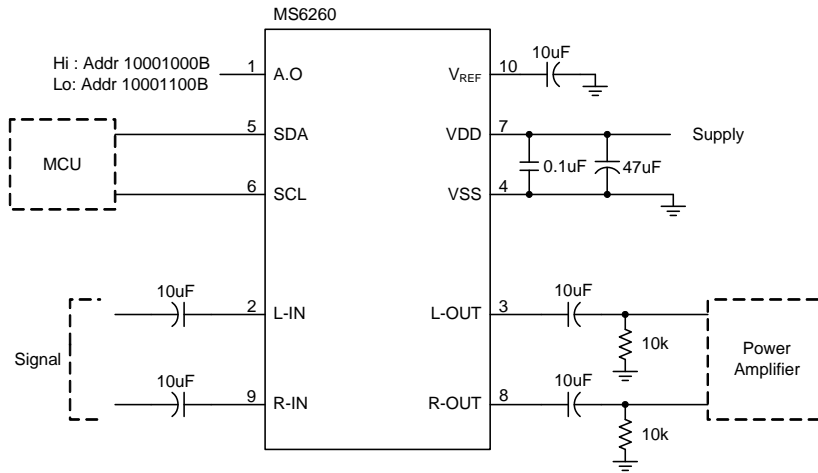 MS6260
Hi : Addr 10001000B
Lo: Addr 10001100B
1
A.O
VREF
10
10uF
MCU
5
SDA
VDD
7
Supply
0.1uF
47uF
6
SCL
VSS
4
Signal
10uF
2
L-IN
L-OUT
3
10uF
10k
Power
Amplifier
10uF
9
R-IN
R-OUT
8
10uF
10k